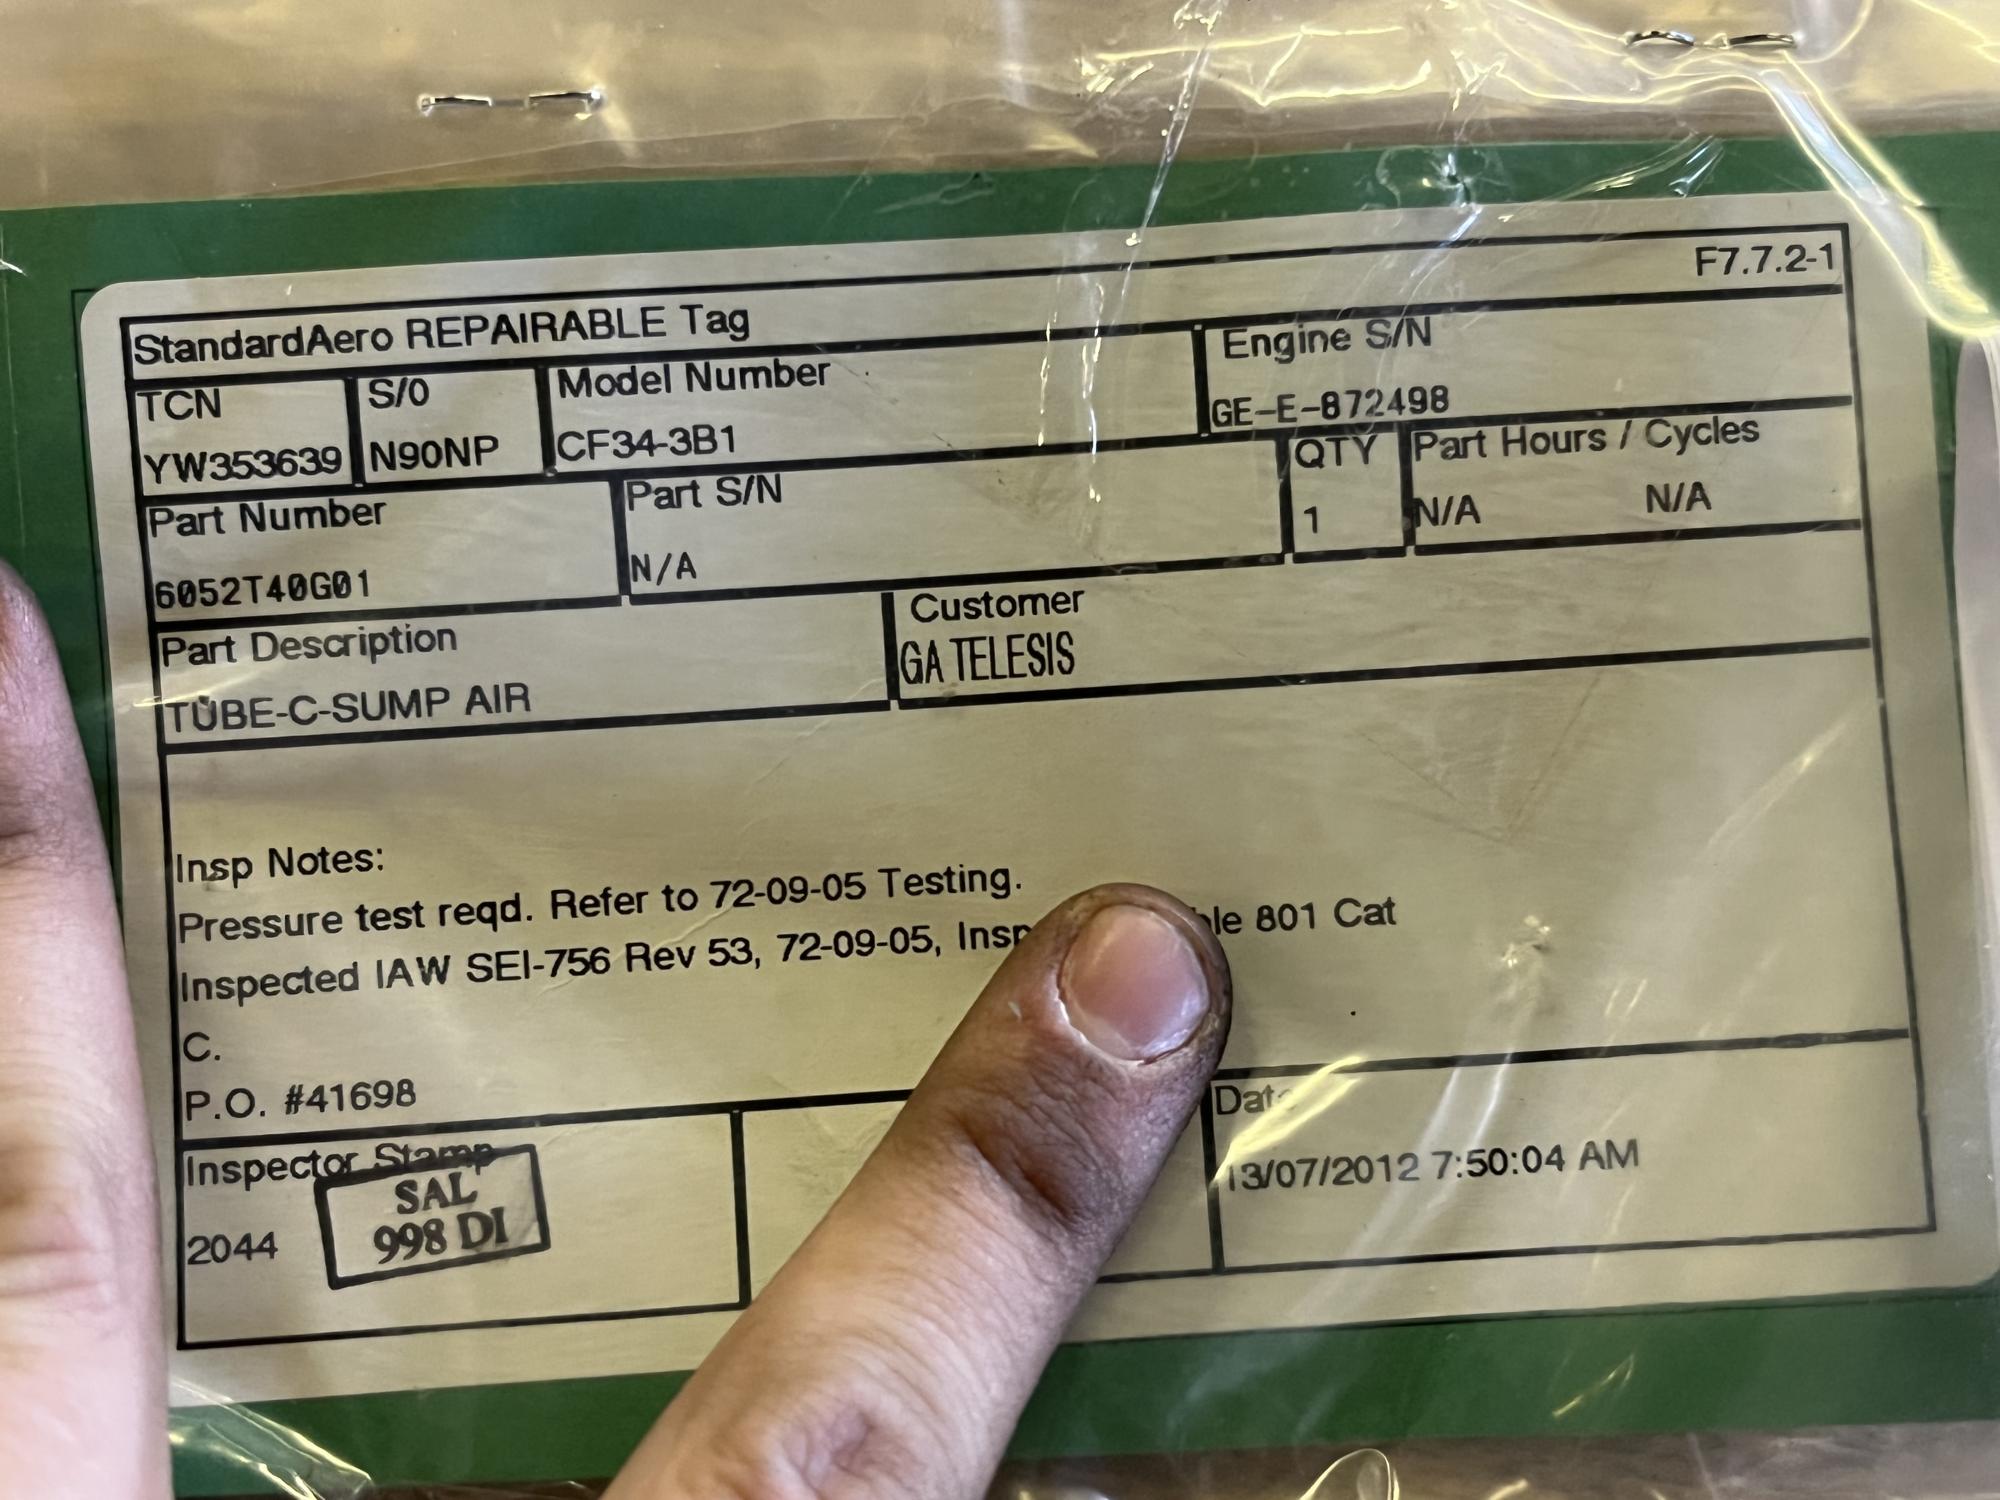 F7.7.2-1
StandardAero REPAIRABLE Tag
TCN
YW353639
S/O
N90NP
Model Number
CF34-3B1
Engine S/N
GE-E-872498
Part Number
6052T40G01
Part S/N
N/A
QTY
1
Part Hours / Cycles
N/A N/A
Part Description
TUBE-C-SUMP AIR
Customer
GA TELESIS
Insp Notes:
Pressure test reqd. Refer to 72-09-05 Testing.
Inspected IAW SEI-756 Rev 53, 72-09-05, 801 Cat
C.
P.O. #41698
Inspector Stamp
2044
SAL
998 DI
Date
13/07/2012 7:50:04 AM